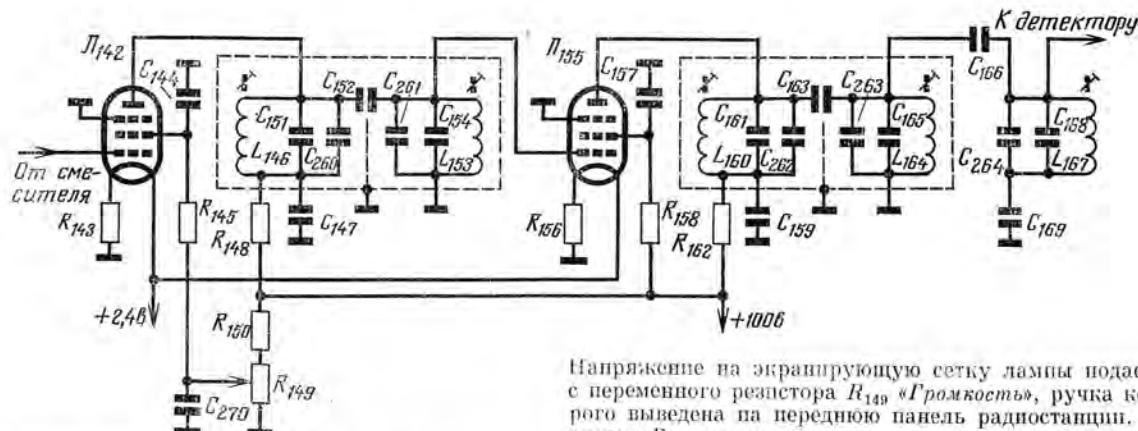 К детектору
Л142
C144
C152
C261
C151
C154
L146
C260
L153
От сме-
сителя
R143
R145
R148
C147
+2,4в
R150
R149
C270
Л155
C157
C163
C263
C166
C161
C165
L160
C262
L164
C168
C264
L167
R156
R158
R162
C159
C169
+100в
Напряжение на экранирующую сетку лампы пода
с переменного резистора R149 «Громкость», ручка к
рого выведена на переднюю панель радиостанции.